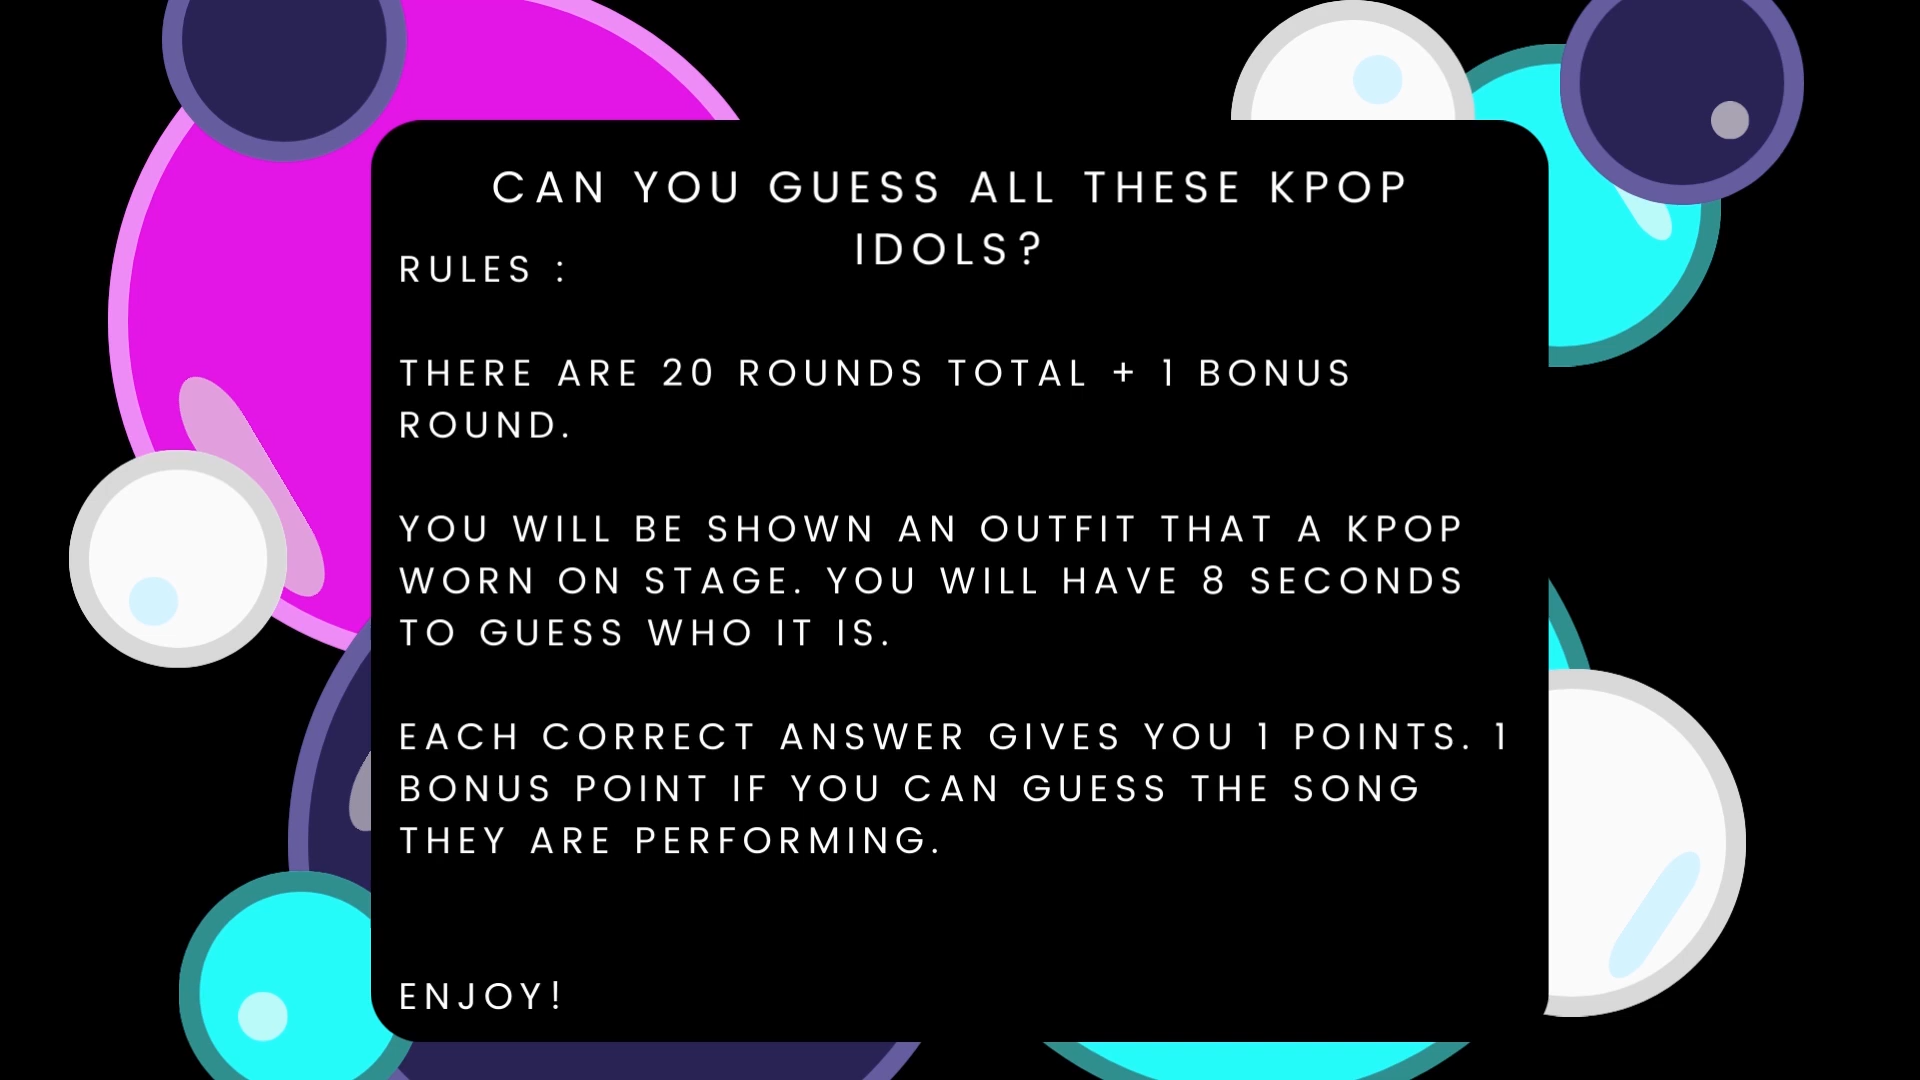 CAN YOU GUESS ALL THESE KPOP
IDOLS?
RULES :
THERE ARE 20 ROUNDS TOTAL + 1 BONUS
ROUND.
YOU WILL BE SHOWN AN OUTFIT THAT A KPOP
WORN ON STAGE. YOU WILL HAVE 8 SECONDS
TO GUESS WHO IT IS.
EACH CORRECT ANSWER GIVES YOU 1 POINTS. 1
BONUS POINT IF YOU CAN GUESS THE SONG
THEY ARE PERFORMING.
ENJOY!